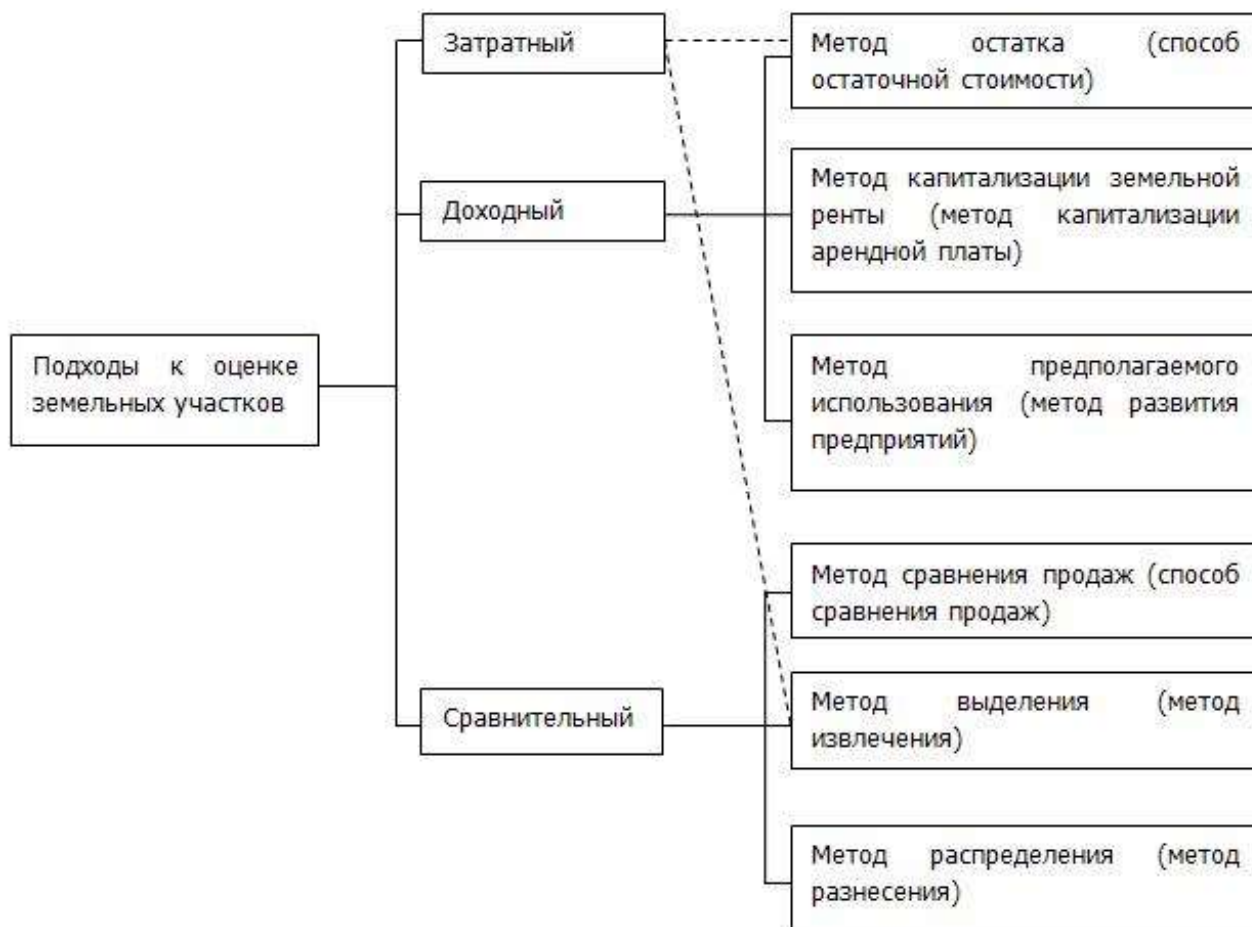 Подходы к оценке
земельных участков
Затратный
Доходный
Сравнительный
Метод остатка (способ
остаточной стоимости)
Метод капитализации земельной
ренты (метод капитализации
арендной платы)
Метод предполагаемого
использования (метод развития
предприятий)
Метод сравнения продаж (способ
сравнения продаж)
Метод выделения (метод
извлечения)
Метод распределения (метод
разнесения)